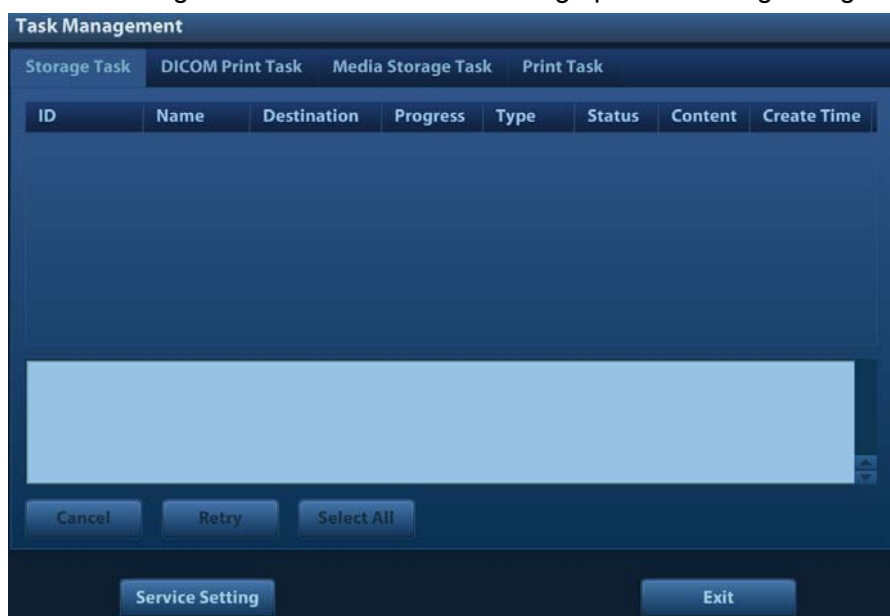 Task Management
Storage Task DICOM Print Task Media Storage Task Print Task
ID Name Destination Progress Type Status Content Create Time
Cancel Retry Select All
Service Setting Exit